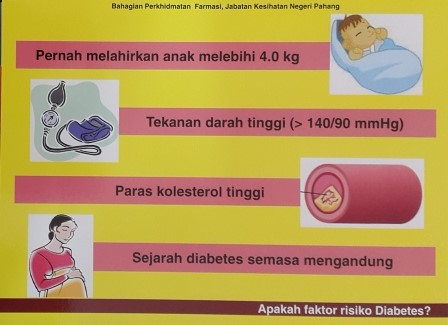 Bahagian Perkhidmatan Farmasi, Jabatan Kesihatan Negeri Pahang
Pernah melahirkan anak melebihi 4.0 kg
Tekanan darah tinggi (> 140/90 mmHg)
Paras kolesterol tinggi
Sejarah diabetes semasa mengandung
Apakah faktor risiko Diabetes?